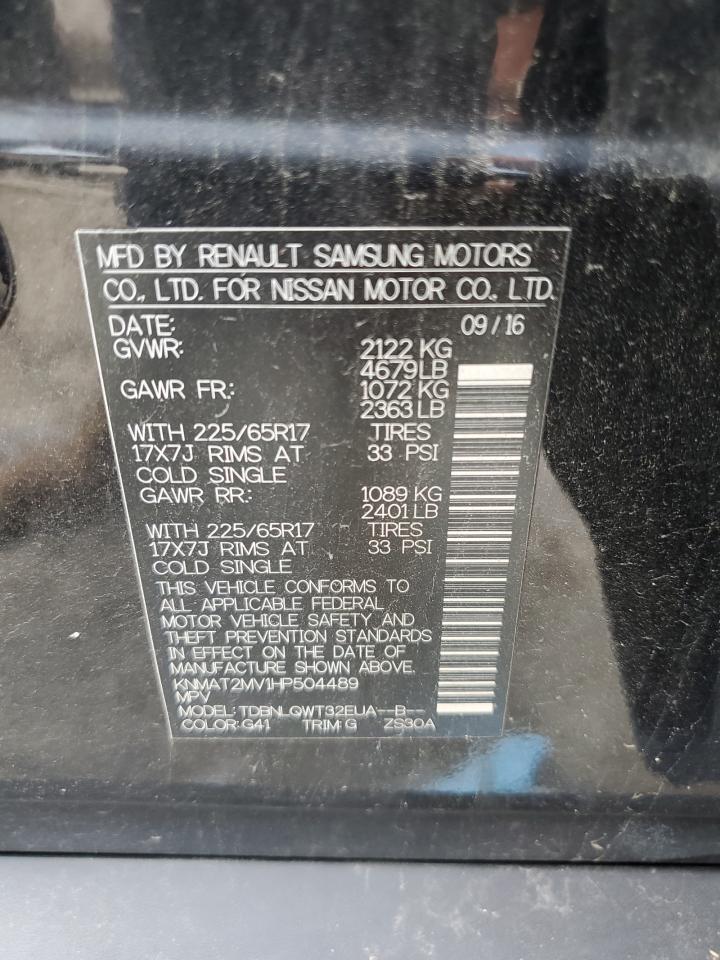 MFD BY RENAULT SAMSUNG MOTORS
CO., LTD. FOR NISSAN MOTOR CO. LTD.
DATE: 09/16
GVWR: 2122 KG
4679LB
GAWR FR.: 1072 KG
2363 LB
WITH 225/65R17 TIRES
17X7J RIMS AT 33 PSI
COLD SINGLE
GAWR RR.: 1089 KG
2401 LB
WITH 225/65R17 TIRES
17X7J RIMS AT 33 PSI
COLD SINGLE
THIS VEHICLE CONFORMS TO
ALL APPLICABLE FEDERAL
MOTOR VEHICLE SAFETY AND
THEFT PREVENTION STANDARDS
IN EFFECT ON THE DATE OF
MANUFACTURE SHOWN ABOVE.
KNMAT2MV1HP504489
MPV
MODEL: TDBNLQWT32EUA--B--
COLOR: G41 TRIM: G ZS30A